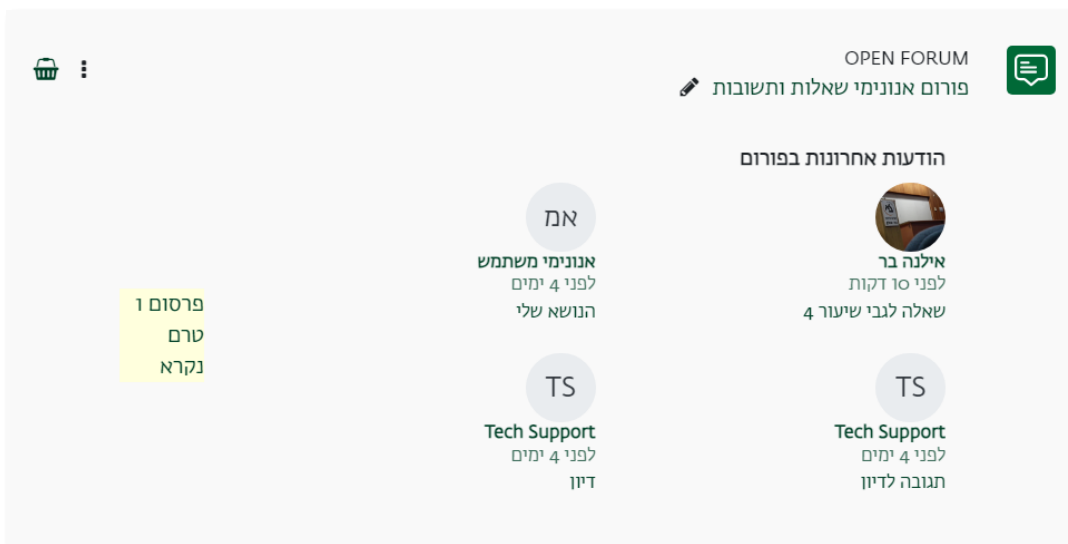 OPEN FORUM
פורום אנונימי שאלות ותשובות
הודעות אחרונות בפורום
אילנה בר
לפני 10 דקות
שאלה לגבי שיעור 4
אמ
אנונימי משתמש
לפני 4 ימים
הנושא שלי
TS
Tech Support
לפני 4 ימים
תגובה לדיון
TS
Tech Support
לפני 4 ימים
דיון
פרסום 1
טרם
נקרא